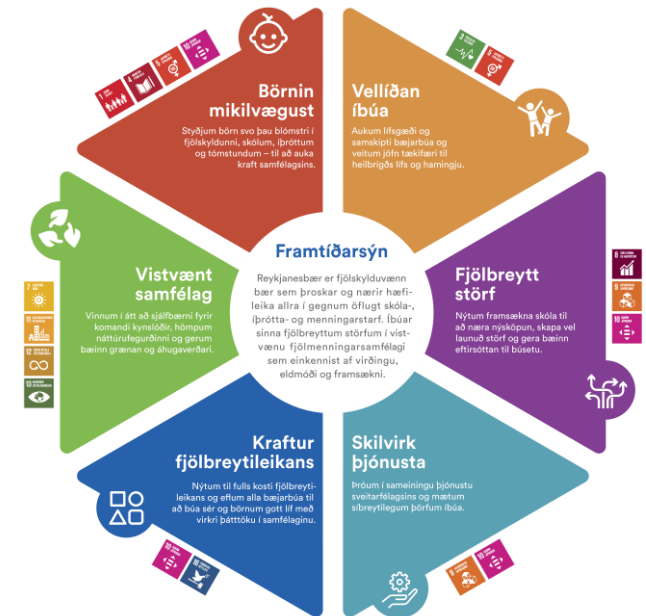 Börnin
mikilvægust
Styðjum börn svo þau blómstri í
fjölskyldunni, skólum, íþróttum
og tómstundum – til að auka
kraft samfélagsins.
Vellíðan
íbúa
Aukum lífsgæði og
samskipti bæjarbúa og
veitum jöfn tækifæri til
heilbrigðs lífs og hamingju.
Vistvænt
samfélag
Vinnum í átt að sjálfbærni fyrir
komandi kynslóðir, hömpum
náttúrufegurðinni og gerum
bæinn grænan og áhugaverðari.
Framtíðarsýn
Reykjanesbær er fjölskylduvænn
bær sem þroskar og nærir hæfi-
leika allra í gegnum öflugt skóla-,
íþrótta- og menningarstarf. Íbúar
sinna fjölbreyttum störfum í vist-
vænu fjölmenningarsamfélagi
sem einkennist af virðingu,
eldmóði og framsækni.
Fjölbreytt
störf
Nýtum framsækna skóla til
að næra nýsköpun, skapa vel
launuð störf og gera bæinn
eftirsóttan til búsetu.
Kraftur
fjölbreytileikans
Nýtum til fulls kosti fjölbreyti-
leikans og eflum alla bæjarbúa til
að búa sér og börnum gott líf með
virkri þátttöku í samfélaginu.
Skilvirk
þjónusta
Þróum í sameiningu þjónustu
sveitarfélagsins og mætum
síbreytilegum þörfum íbúa.